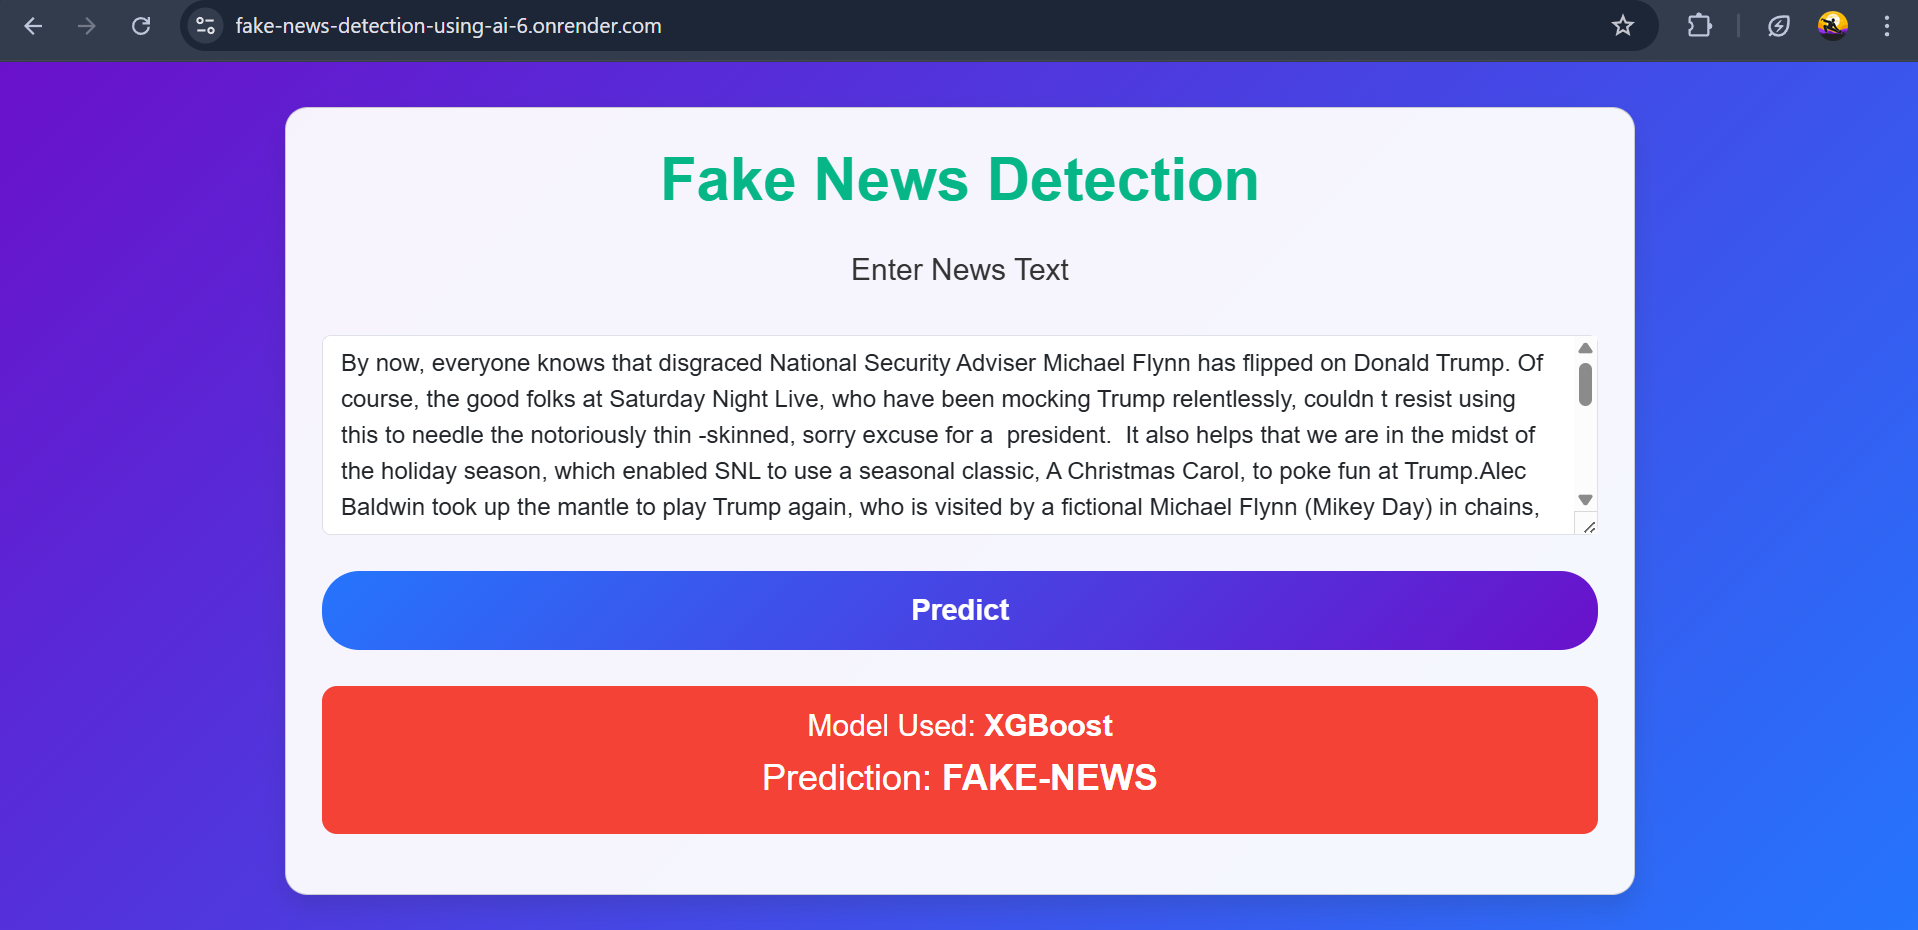 fake-news-detection-using-ai-6.onrender.com
Fake News Detection
Enter News Text
By now, everyone knows that disgraced National Security Adviser Michael Flynn has flipped on Donald Trump. Of
course, the good folks at Saturday Night Live, who have been mocking Trump relentlessly, couldn t resist using
this to needle the notoriously thin -skinned, sorry excuse for a  president.  It also helps that we are in the midst of
the holiday season, which enabled SNL to use a seasonal classic, A Christmas Carol, to poke fun at Trump.Alec
Baldwin took up the mantle to play Trump again, who is visited by a fictional Michael Flynn (Mikey Day) in chains,
Predict
Model Used: XGBoost
Prediction: FAKE-NEWS